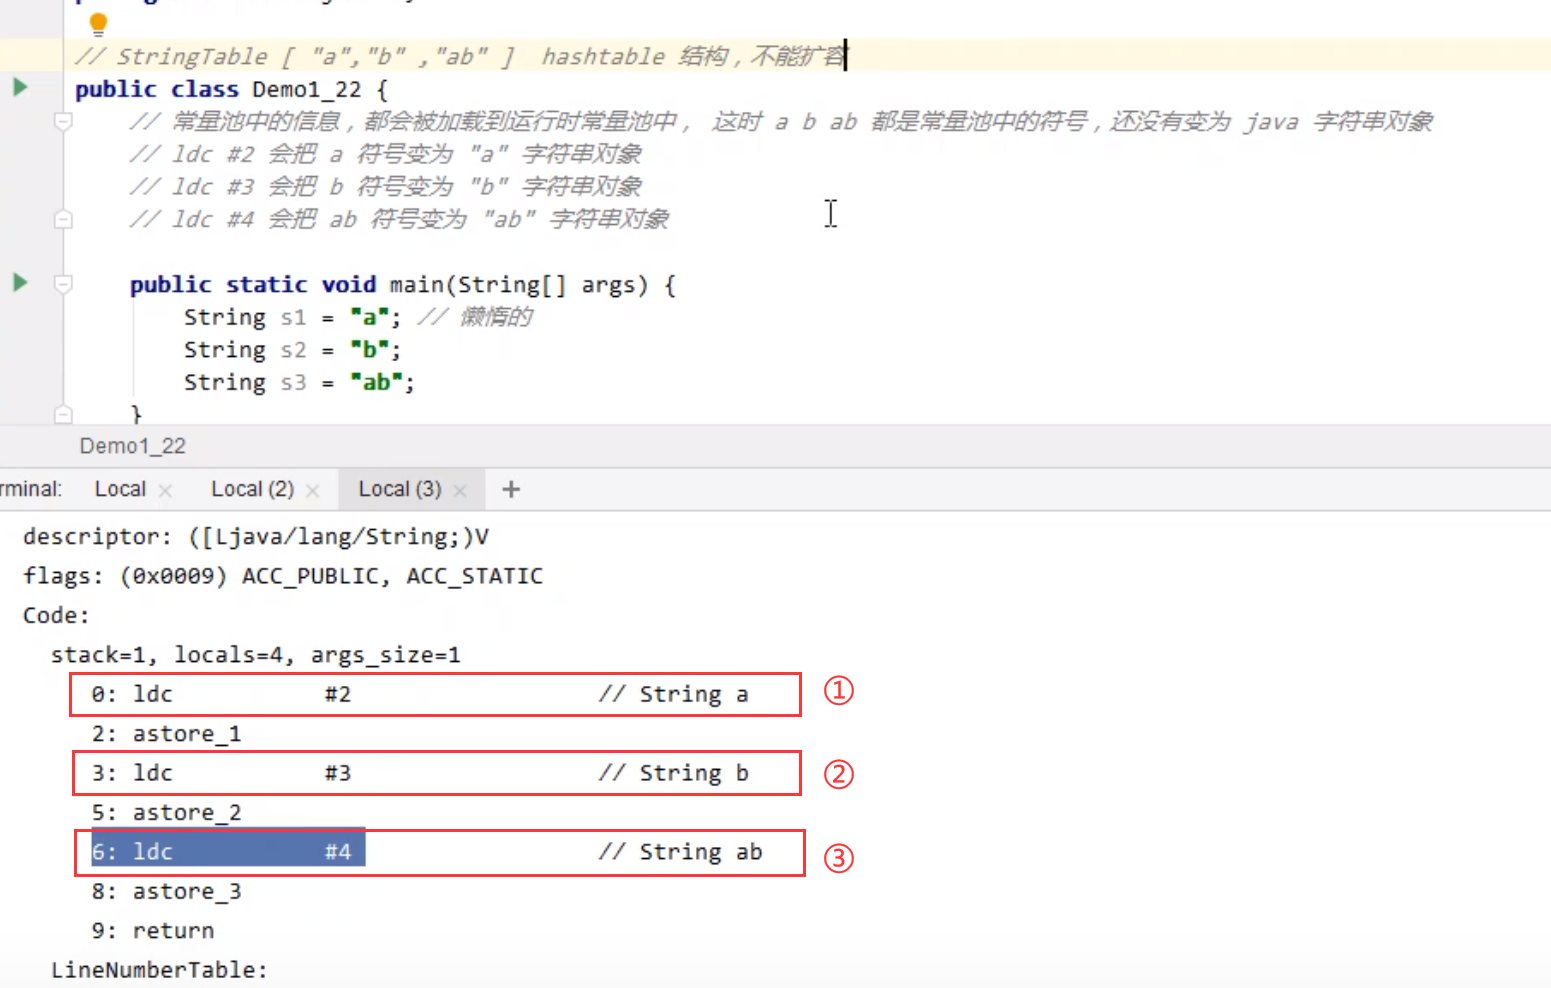 // StringTable [ "a","b" ,"ab" ]  hashtable 结构，不能扩容
public class Demo1_22 {
// 常量池中的信息，都会被加载到运行时常量池中， 这时 a b ab 都是常量池中的符号，还没有变为 java 字符串对象
// ldc #2 会把 a 符号变为 "a" 字符串对象
// ldc #3 会把 b 符号变为 "b" 字符串对象
// ldc #4 会把 ab 符号变为 "ab" 字符串对象
public static void main(String[] args) {
String s1 = "a"; // 懒惰的
String s2 = "b";
String s3 = "ab";
}
Demo1_22
rminal: Local × Local (2) × Local (3) × +
descriptor: ([Ljava/lang/String;)V
flags: (0x0009) ACC_PUBLIC, ACC_STATIC
Code:
stack=1, locals=4, args_size=1
0: ldc #2 // String a ①
2: astore_1
3: ldc #3 // String b ②
5: astore_2
6: ldc #4 // String ab ③
8: astore_3
9: return
LineNumberTable: